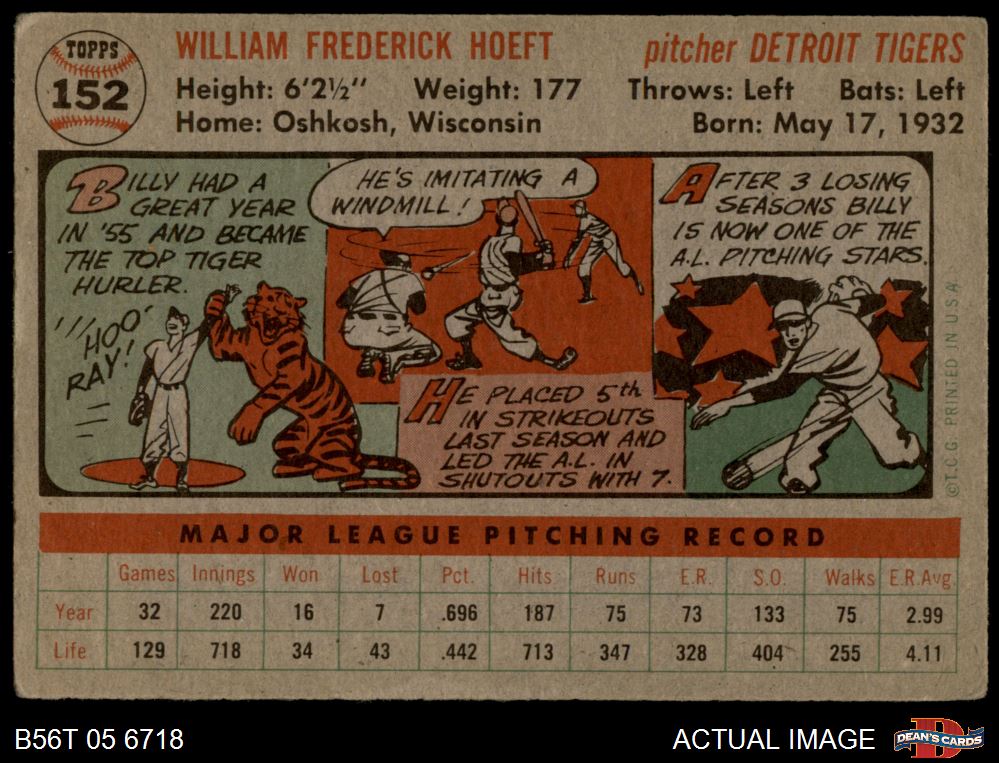 TOPPS
152
WILLIAM FREDERICK HOEFT
pitcher DETROIT TIGERS
Height: 6'2½" Weight: 177 Throws: Left Bats: Left
Home: Oshkosh, Wisconsin Born: May 17, 1932
BILLY HAD A
GREAT YEAR
IN '55 AND BECAME
THE TOP TIGER
HURLER.
HOO
RAY!
HE'S IMITATING A
WINDMILL!
HE PLACED 5th
IN STRIKEOUTS
LAST SEASON AND
LED THE A.L. IN
SHUTOUTS WITH 7.
AFTER 3 LOSING
SEASONS BILLY
IS NOW ONE OF THE
A.L. PITCHING STARS.
©T.C.G. PRINTED IN U.S.A.
MAJOR LEAGUE PITCHING RECORD
Games Innings Won Lost Pct. Hits Runs E.R. S.O. Walks E.R.Avg.
Year 32 220 16 7 .696 187 75 73 133 75 2.99
Life 129 718 34 43 .442 713 347 328 404 255 4.11
B56T 05 6718
ACTUAL IMAGE
DEAN'S CARDS